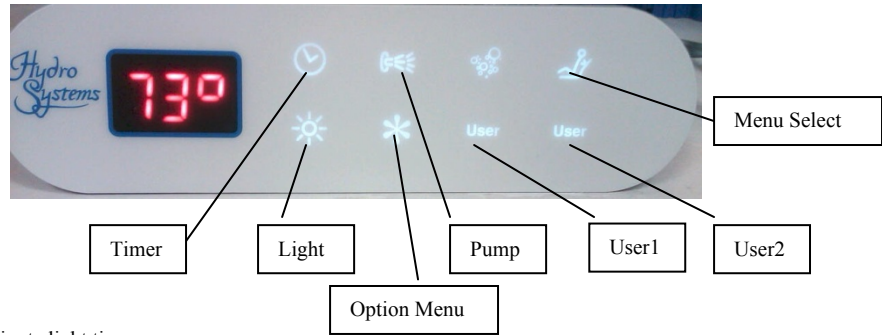 Hydro
Systems
73°
User
User
Menu Select
Timer
Light
Pump
User1
User2
Option Menu